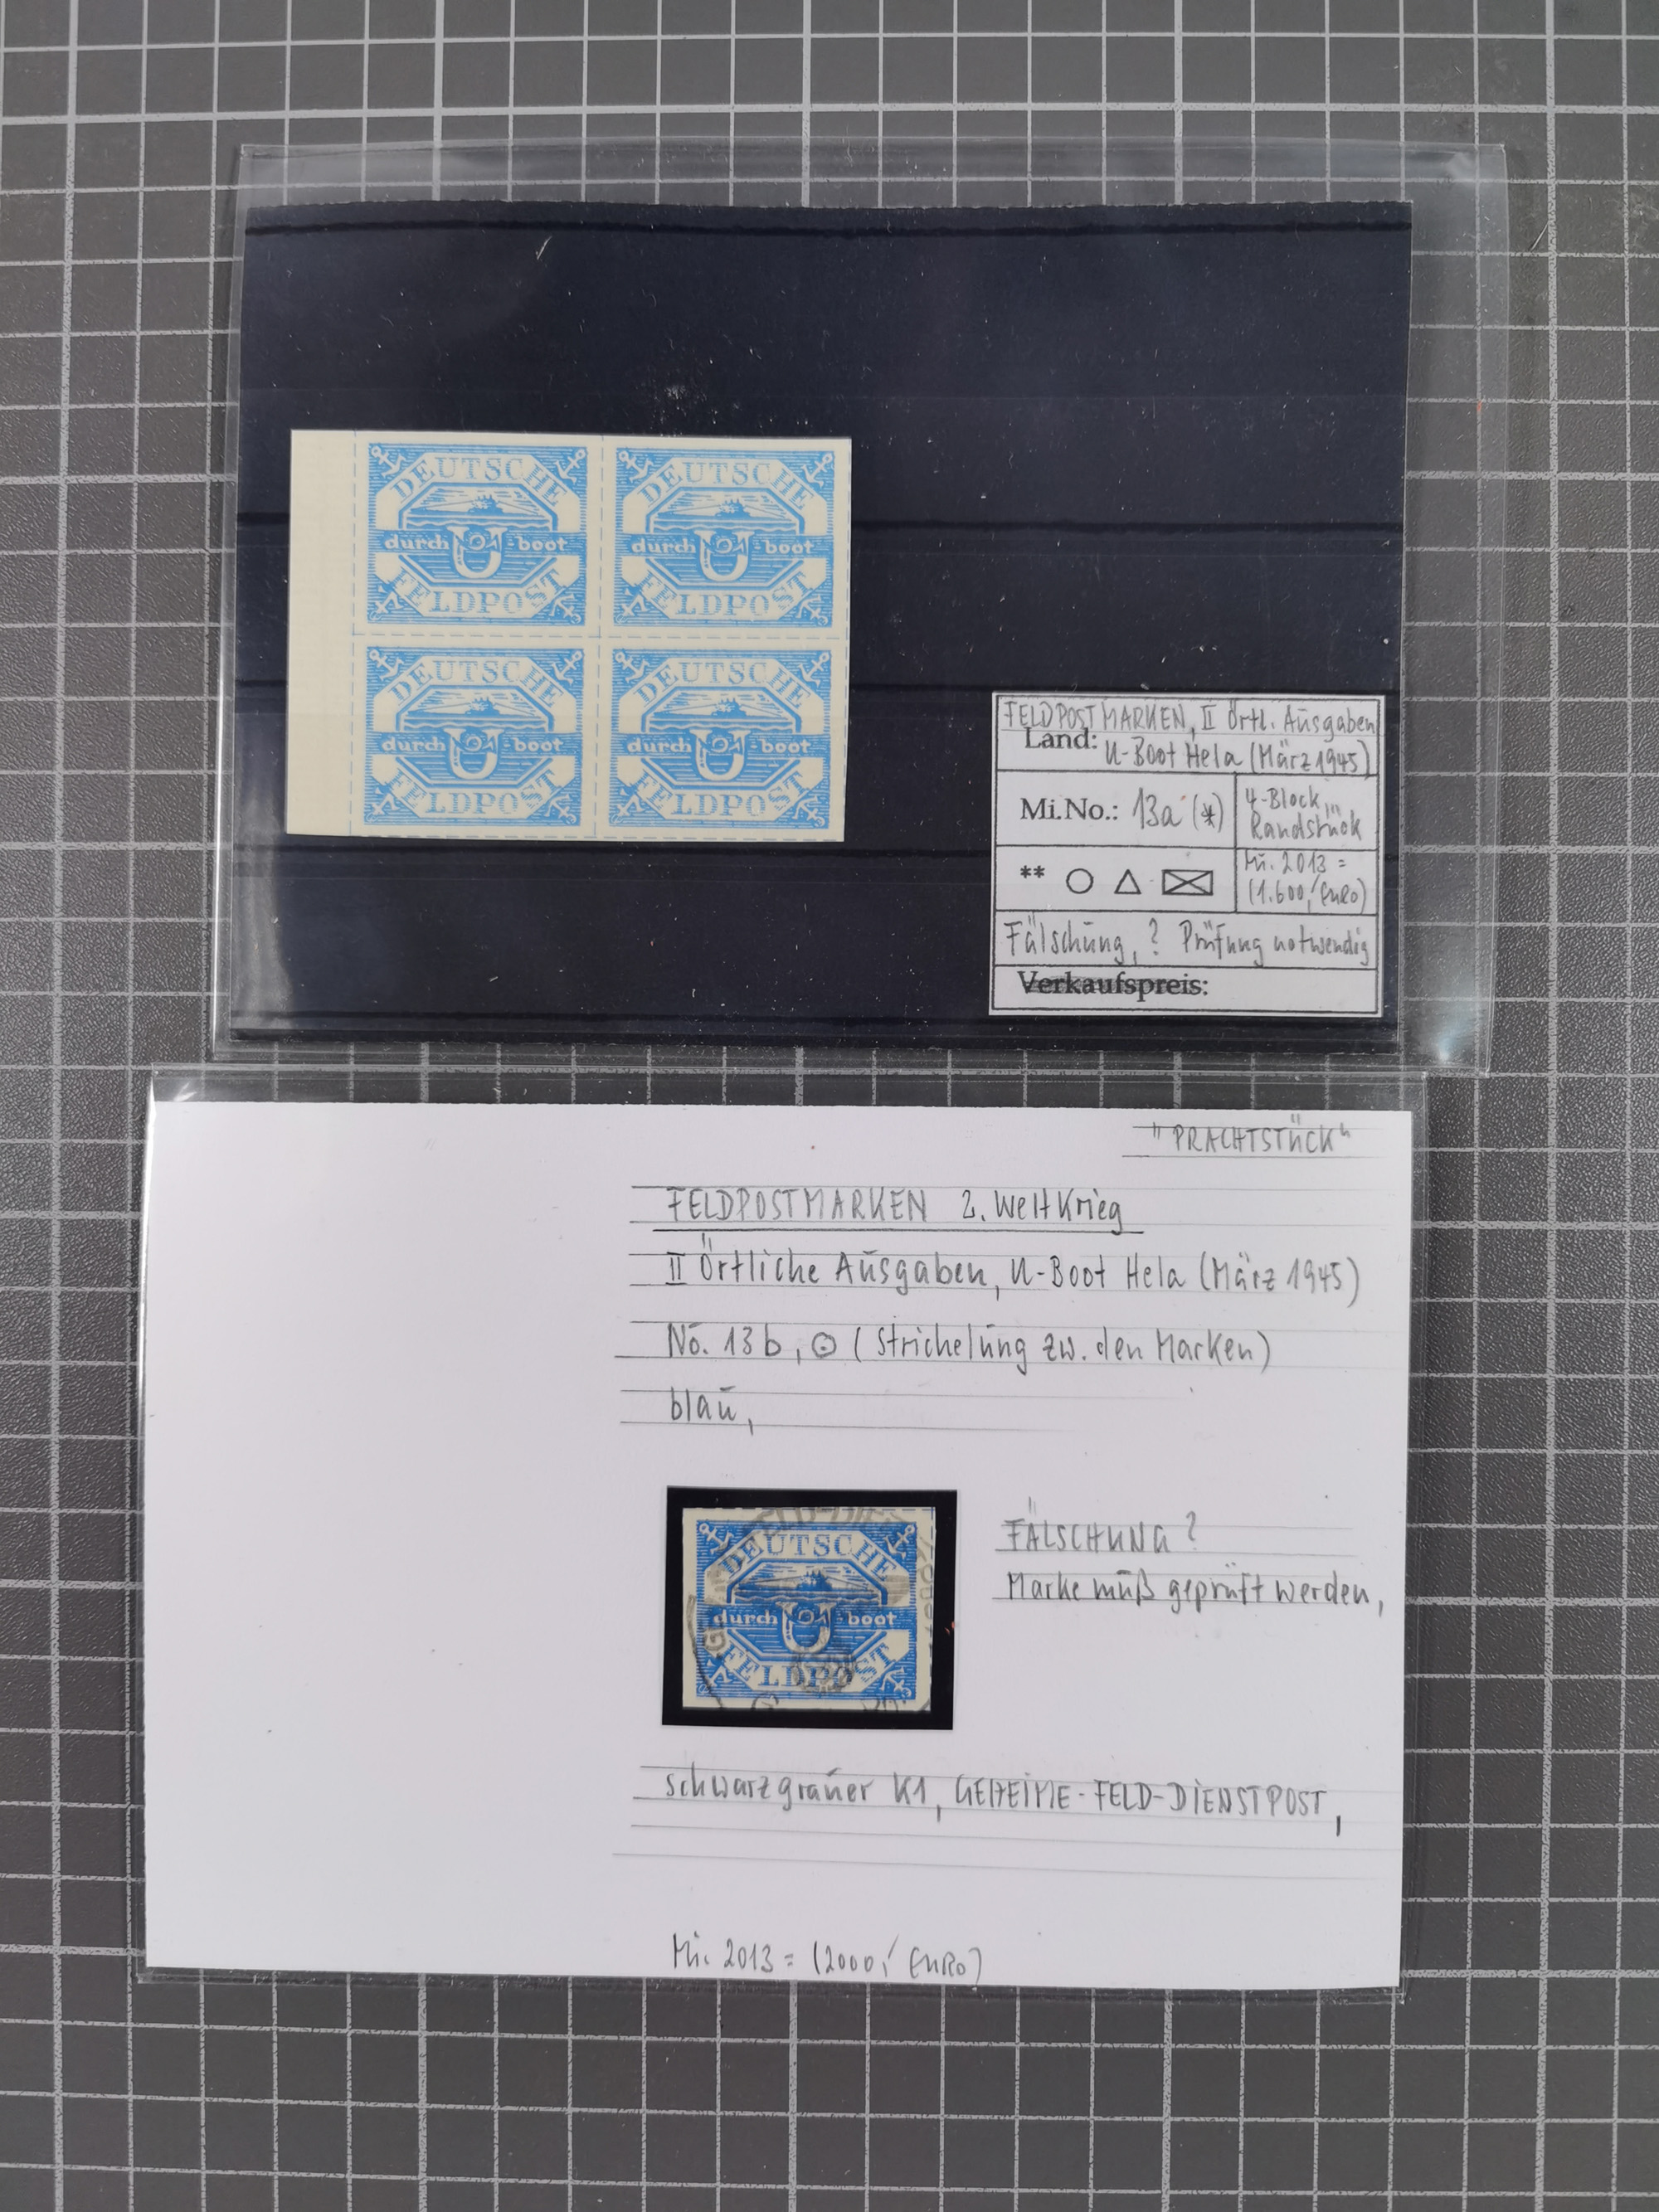 DEUTSCHE
durch U-boot
FELDPOST
DEUTSCHE
durch U-boot
FELDPOST
DEUTSCHE
durch U-boot
FELDPOST
DEUTSCHE
durch U-boot
FELDPOST
FELDPOSTMARKEN, II Örtl. Ausgaben
Land: U-Boot Hela (März 1945)
Mi.No.: 13a (*)
4-Block,
Randstück
** ○ △ ✉
Mi. 2013 =
(1.600,- Euro)
Fälschung,? Prüfung notwendig
Verkaufspreis:
"PRACHTSTÜCK"
FELDPOSTMARKEN 2. Weltkrieg
II Örtliche Ausgaben, U-Boot Hela (März 1945)
No. 13b, ⊙ (Strichelung zw. den Marken)
blau,
DEUTSCHE
durch U-boot
FELDPOST
FÄLSCHUNG?
Marke muß geprüft werden,
schwarzgrauer K1, GEHEIME-FELD-DIENSTPOST,
Mi. 2013 = (2000,- Euro)